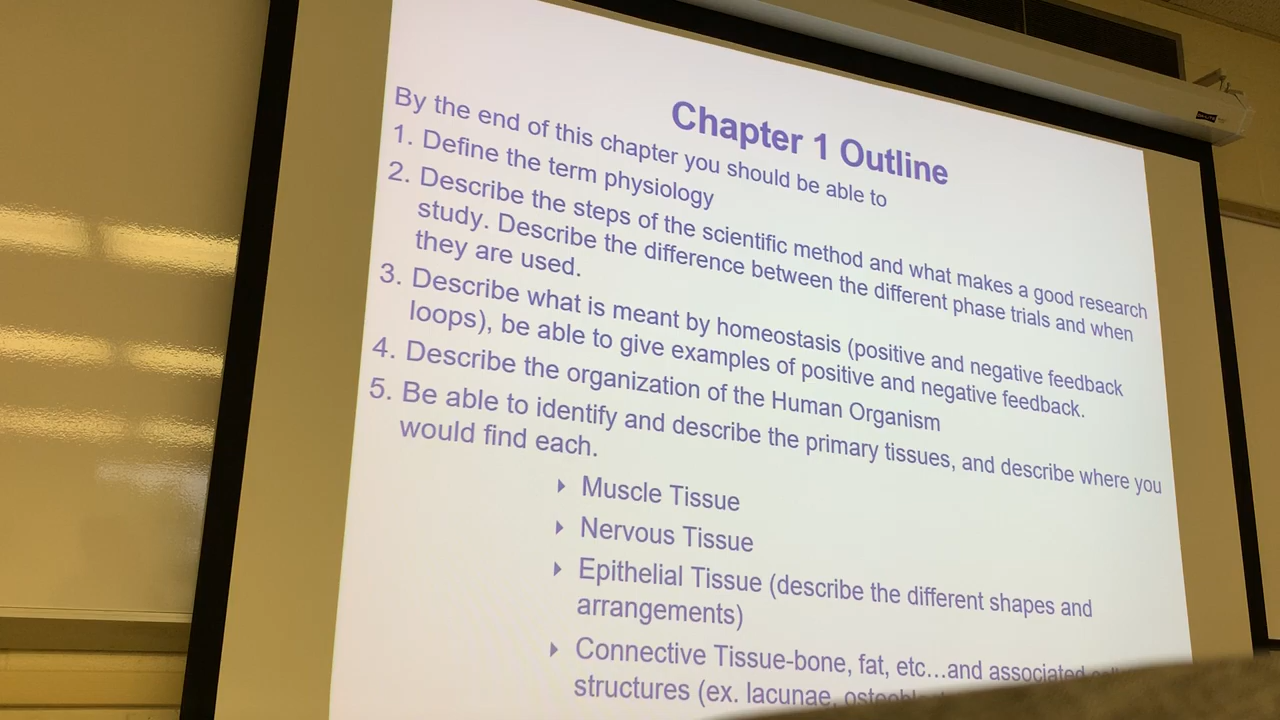 Chapter 1 Outline
By the end of this chapter you should be able to
1. Define the term physiology
2. Describe the steps of the scientific method and what makes a good research
study. Describe the difference between the different phase trials and when
they are used.
3. Describe what is meant by homeostasis (positive and negative feedback
loops), be able to give examples of positive and negative feedback.
4. Describe the organization of the Human Organism
5. Be able to identify and describe the primary tissues, and describe where you
would find each.
Muscle Tissue
Nervous Tissue
Epithelial Tissue (describe the different shapes and
arrangements)
Connective Tissue-bone, fat, etc...and associated
structures (ex. lacunae,